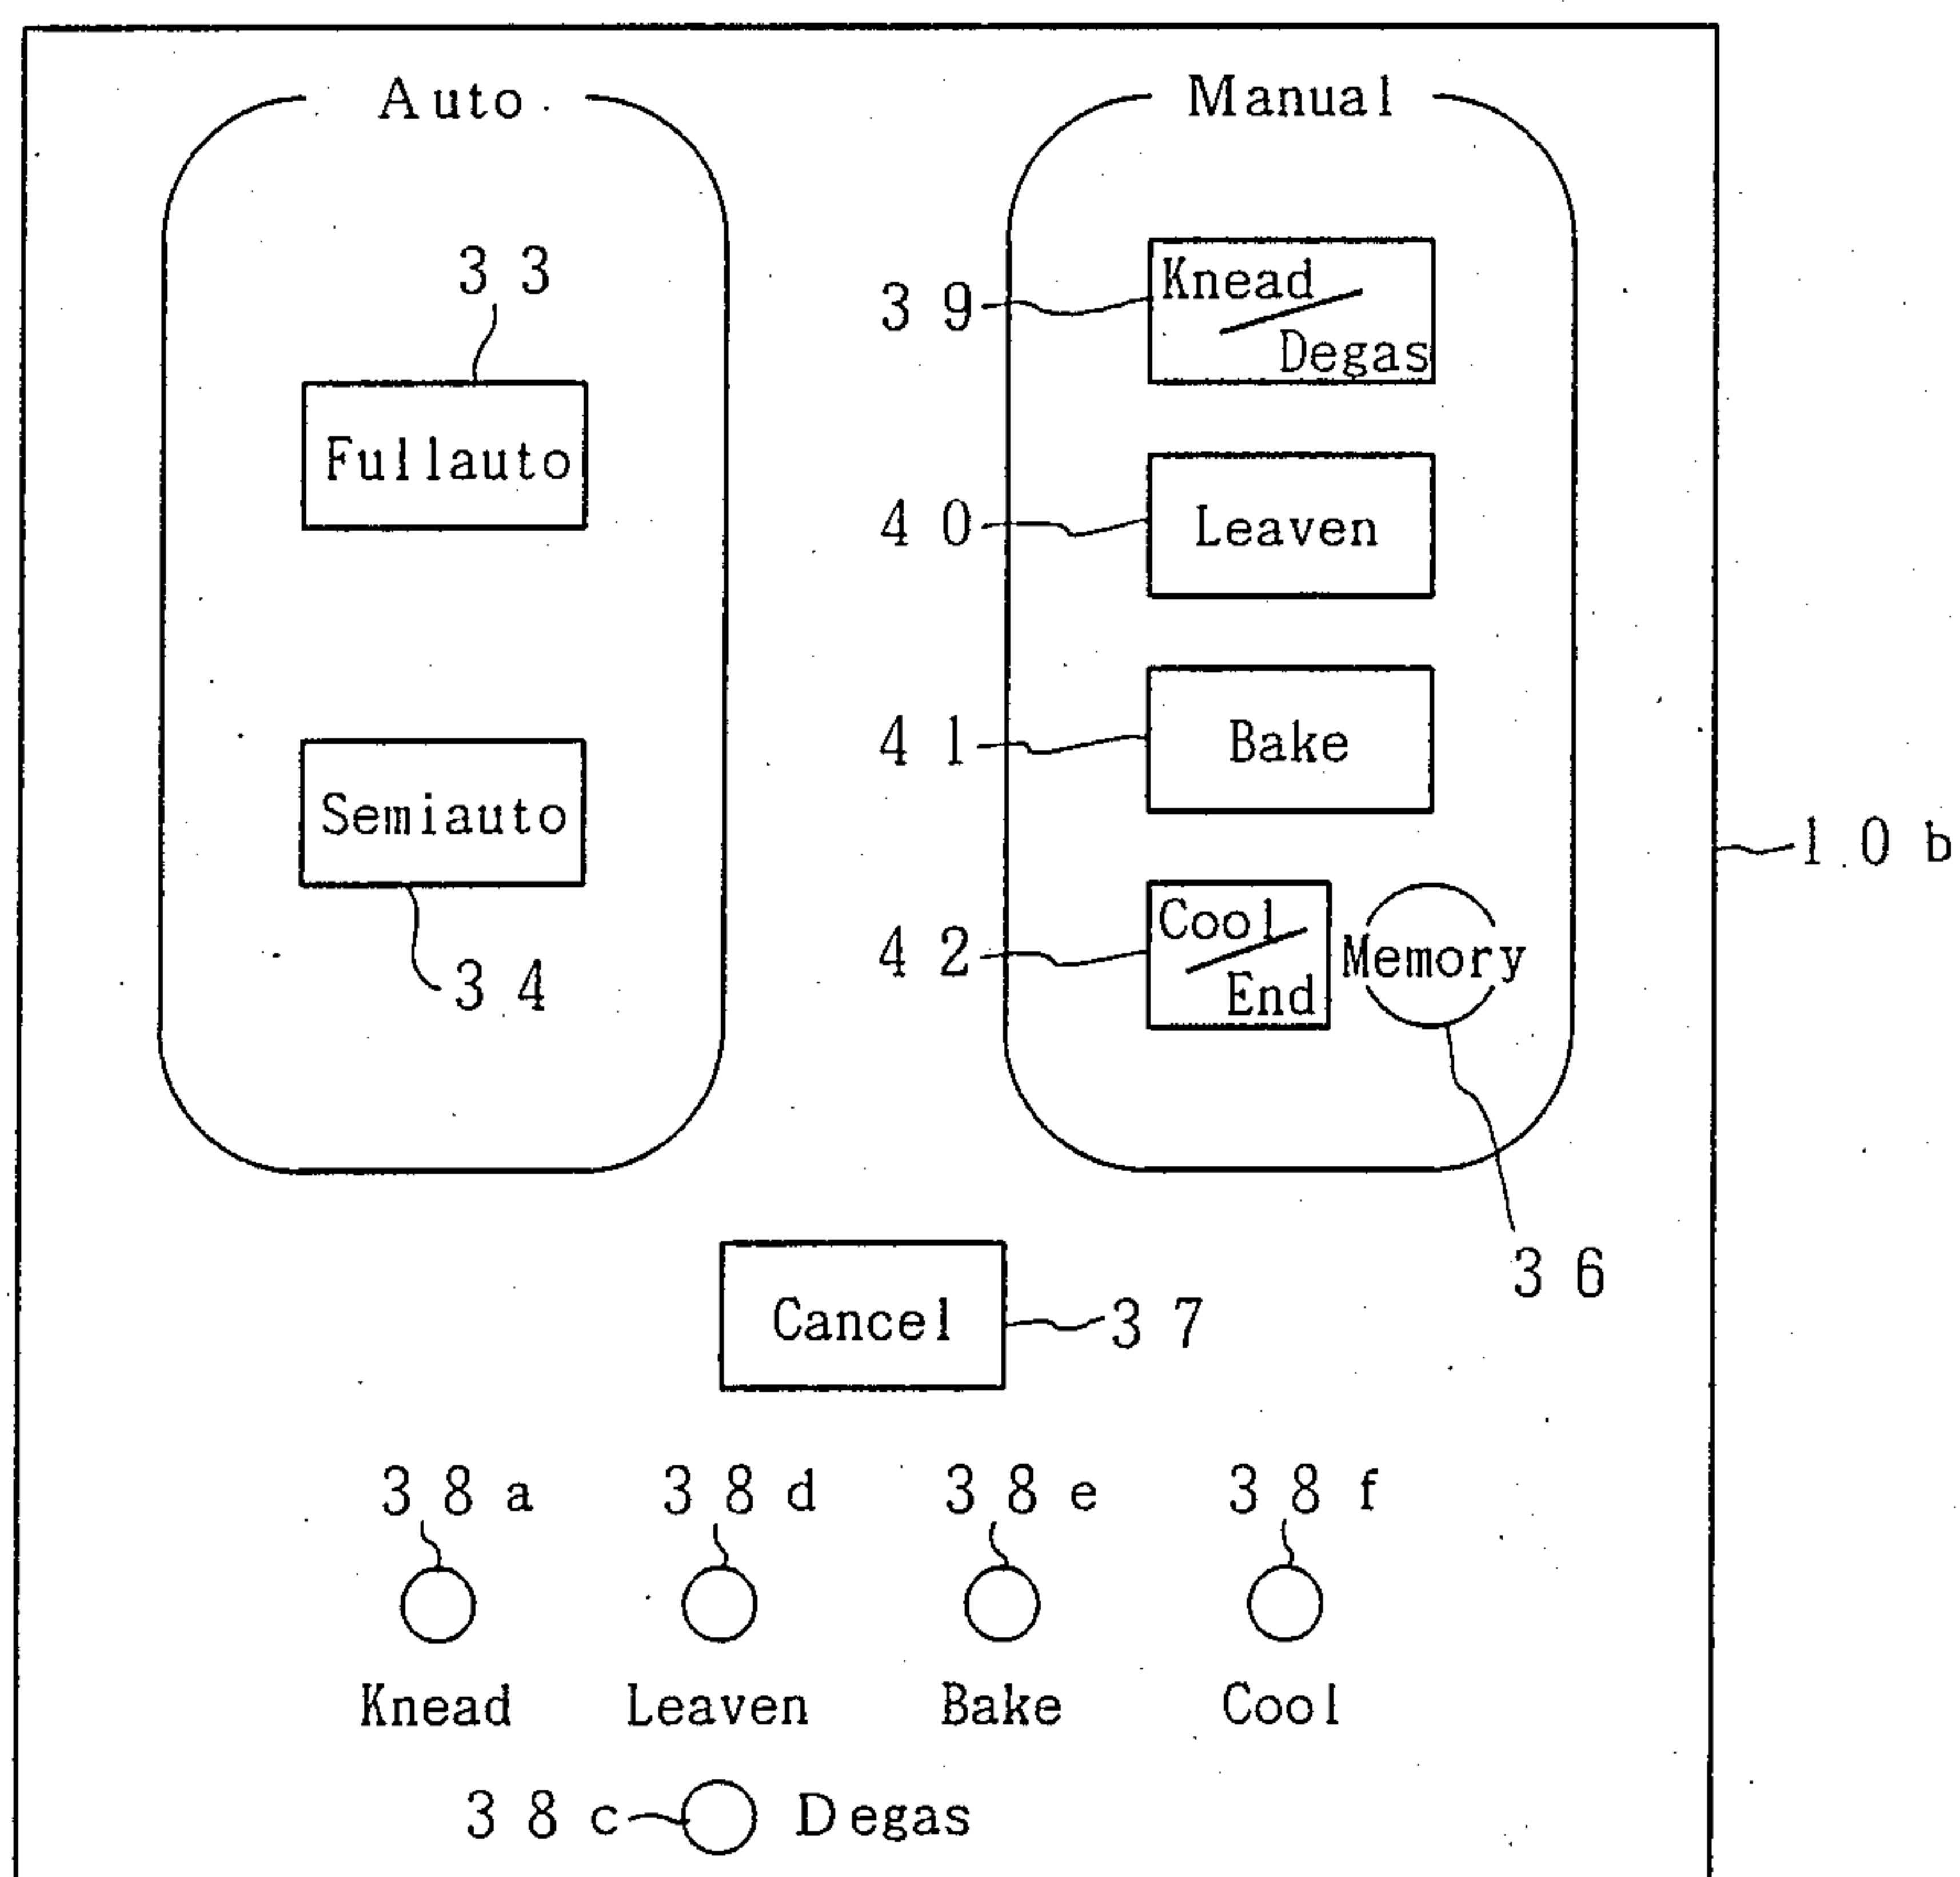 Auto
Manual
33
Fullauto
Semiauto
34
39
Knead
Degas
40
Leaven
41
Bake
42
Cool
End
Memory
36
10b
Cancel
37
38a 38d 38e 38f
Knead Leaven Bake Cool
38c Degas